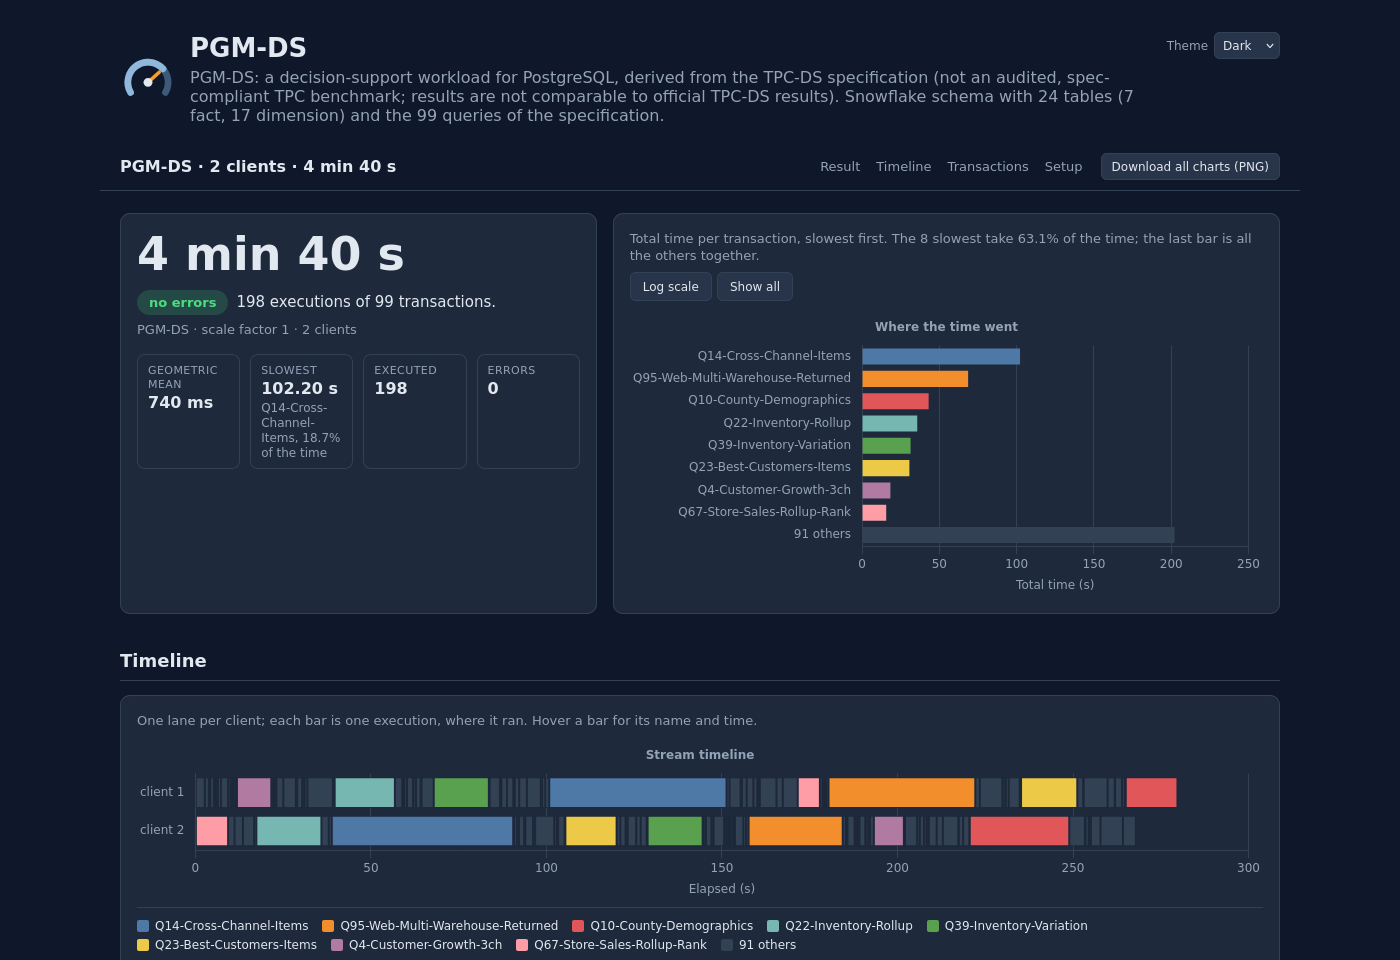 PGM-DS
Theme Dark
PGM-DS: a decision-support workload for PostgreSQL, derived from the TPC-DS specification (not an audited, spec-
compliant TPC benchmark; results are not comparable to official TPC-DS results). Snowflake schema with 24 tables (7
fact, 17 dimension) and the 99 queries of the specification.
PGM-DS · 2 clients · 4 min 40 s
Result Timeline Transactions Setup Download all charts (PNG)
4 min 40 s
no errors 198 executions of 99 transactions.
PGM-DS · scale factor 1 · 2 clients
GEOMETRIC
MEAN
740 ms
SLOWEST
102.20 s
Q14-Cross-
Channel-
Items, 18.7%
of the time
EXECUTED
198
ERRORS
0
Total time per transaction, slowest first. The 8 slowest take 63.1% of the time; the last bar is all
the others together.
Log scale Show all
Where the time went
Q14-Cross-Channel-Items
Q95-Web-Multi-Warehouse-Returned
Q10-County-Demographics
Q22-Inventory-Rollup
Q39-Inventory-Variation
Q23-Best-Customers-Items
Q4-Customer-Growth-3ch
Q67-Store-Sales-Rollup-Rank
91 others
0 50 100 150 200 250
Total time (s)
Timeline
One lane per client; each bar is one execution, where it ran. Hover a bar for its name and time.
Stream timeline
client 1
client 2
0 50 100 150 200 250 300
Elapsed (s)
Q14-Cross-Channel-Items Q95-Web-Multi-Warehouse-Returned Q10-County-Demographics Q22-Inventory-Rollup Q39-Inventory-Variation
Q23-Best-Customers-Items Q4-Customer-Growth-3ch Q67-Store-Sales-Rollup-Rank 91 others